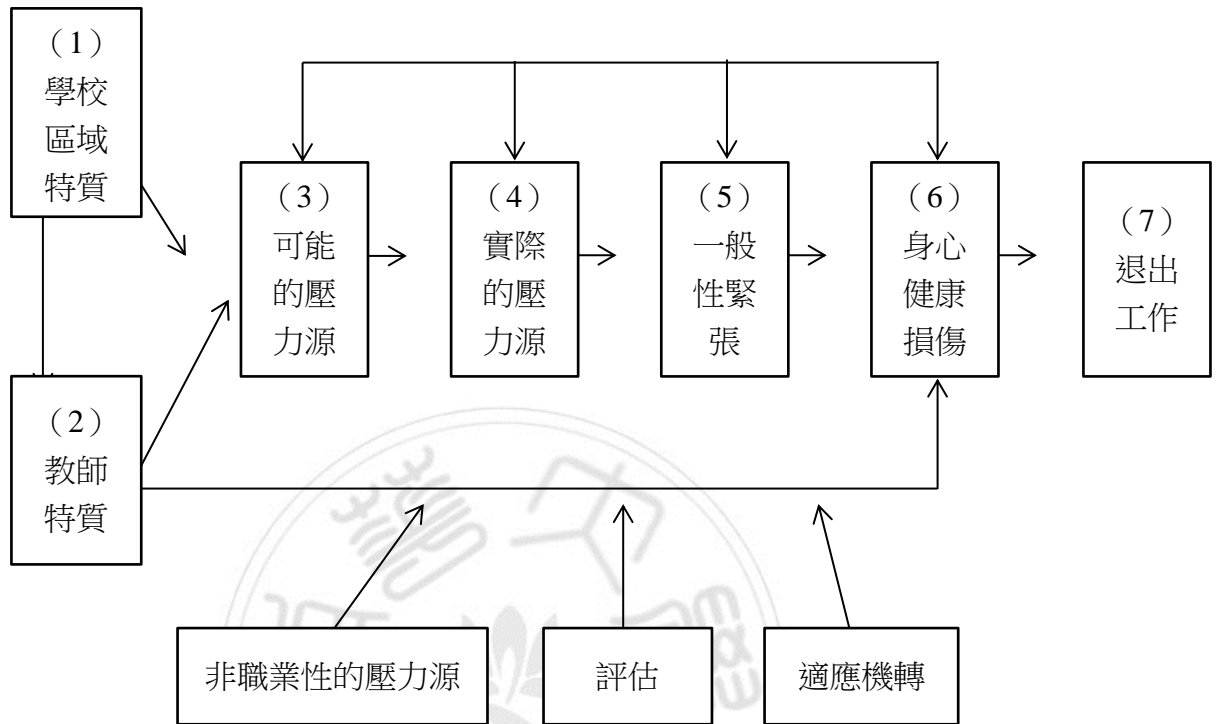 （1）
學校
區域
特質
（2）
教師
特質
（3）
可能
的壓
力源
（4）
實際
的壓
力源
（5）
一般
性緊
張
（6）
身心
健康
損傷
（7）
退出
工作
非職業性的壓力源
評估
適應機轉